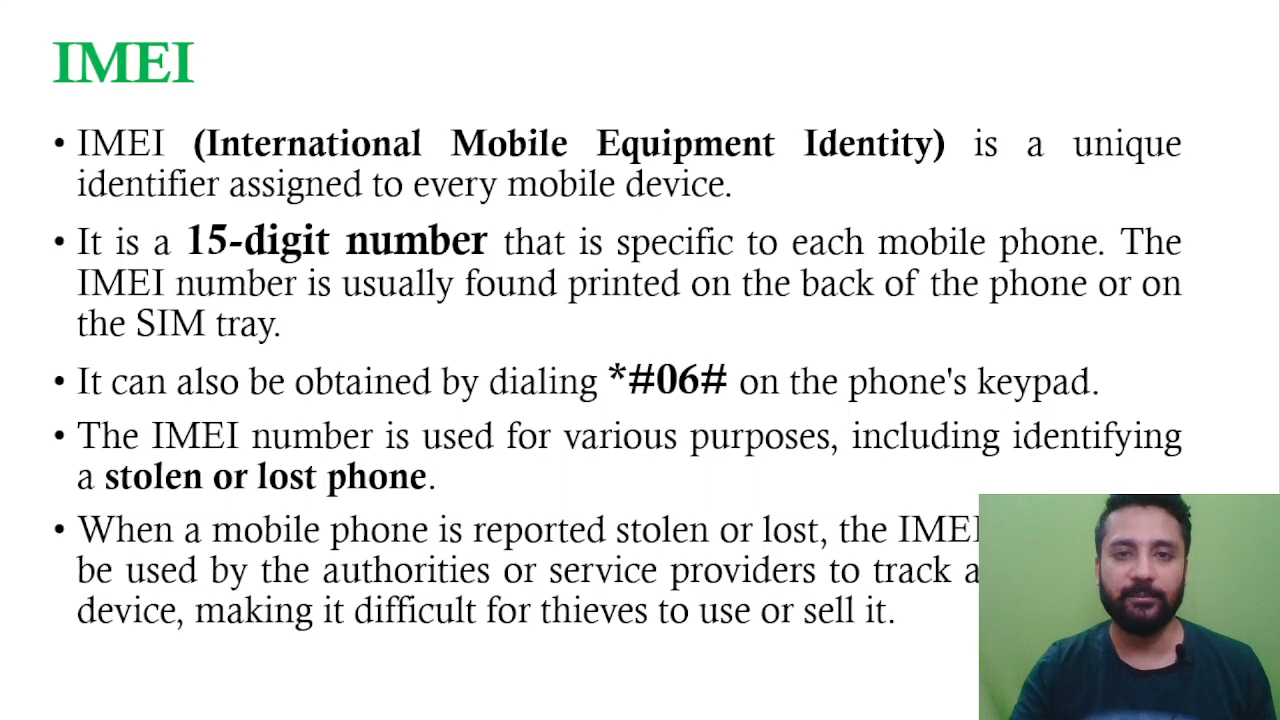 IMEI
• IMEI (International Mobile Equipment Identity) is a unique
identifier assigned to every mobile device.
• It is a 15-digit number that is specific to each mobile phone. The
IMEI number is usually found printed on the back of the phone or on
the SIM tray.
• It can also be obtained by dialing *#06# on the phone's keypad.
• The IMEI number is used for various purposes, including identifying
a stolen or lost phone.
• When a mobile phone is reported stolen or lost, the IMEI
be used by the authorities or service providers to track
device, making it difficult for thieves to use or sell it.